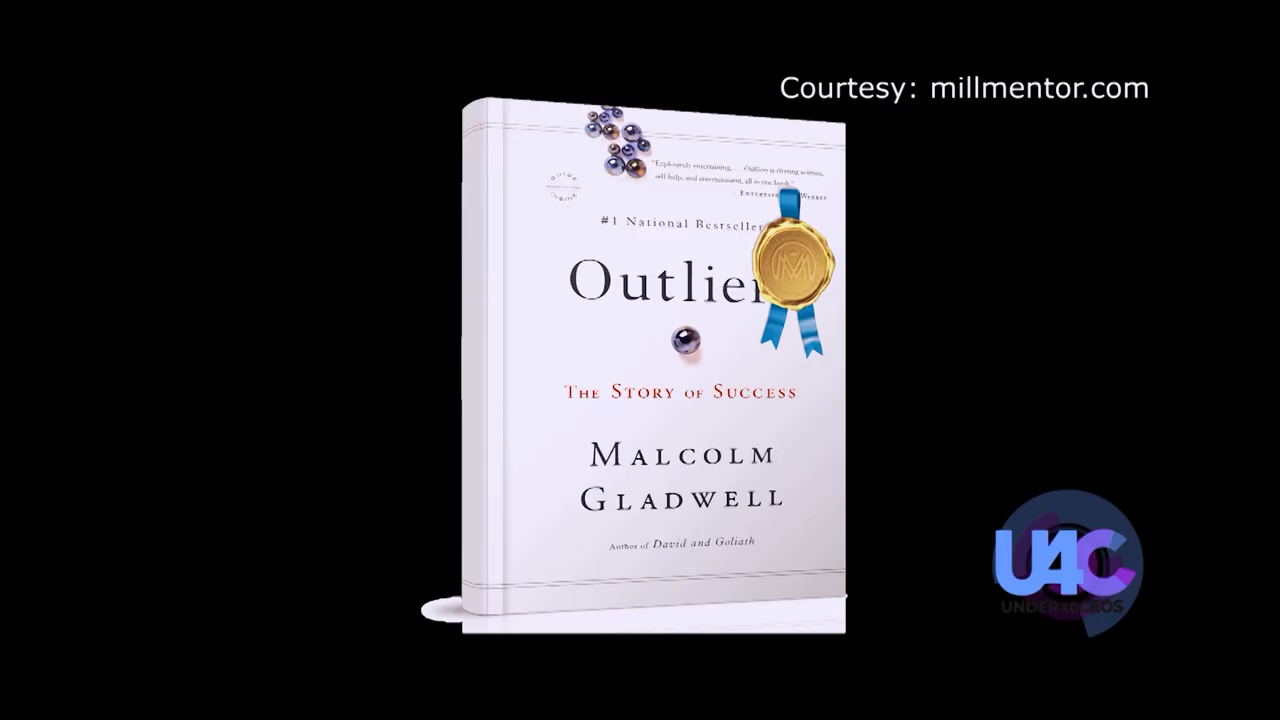 Courtesy: millmentor.com
"Explosively entertaining. . . . Outliers is riveting science,
self-help, and entertainment, all in one book."
#1 National Bestseller
Outlier
The Story of Success
Malcolm
Gladwell
Author of David and Goliath
U4C
UNDER40CEOS